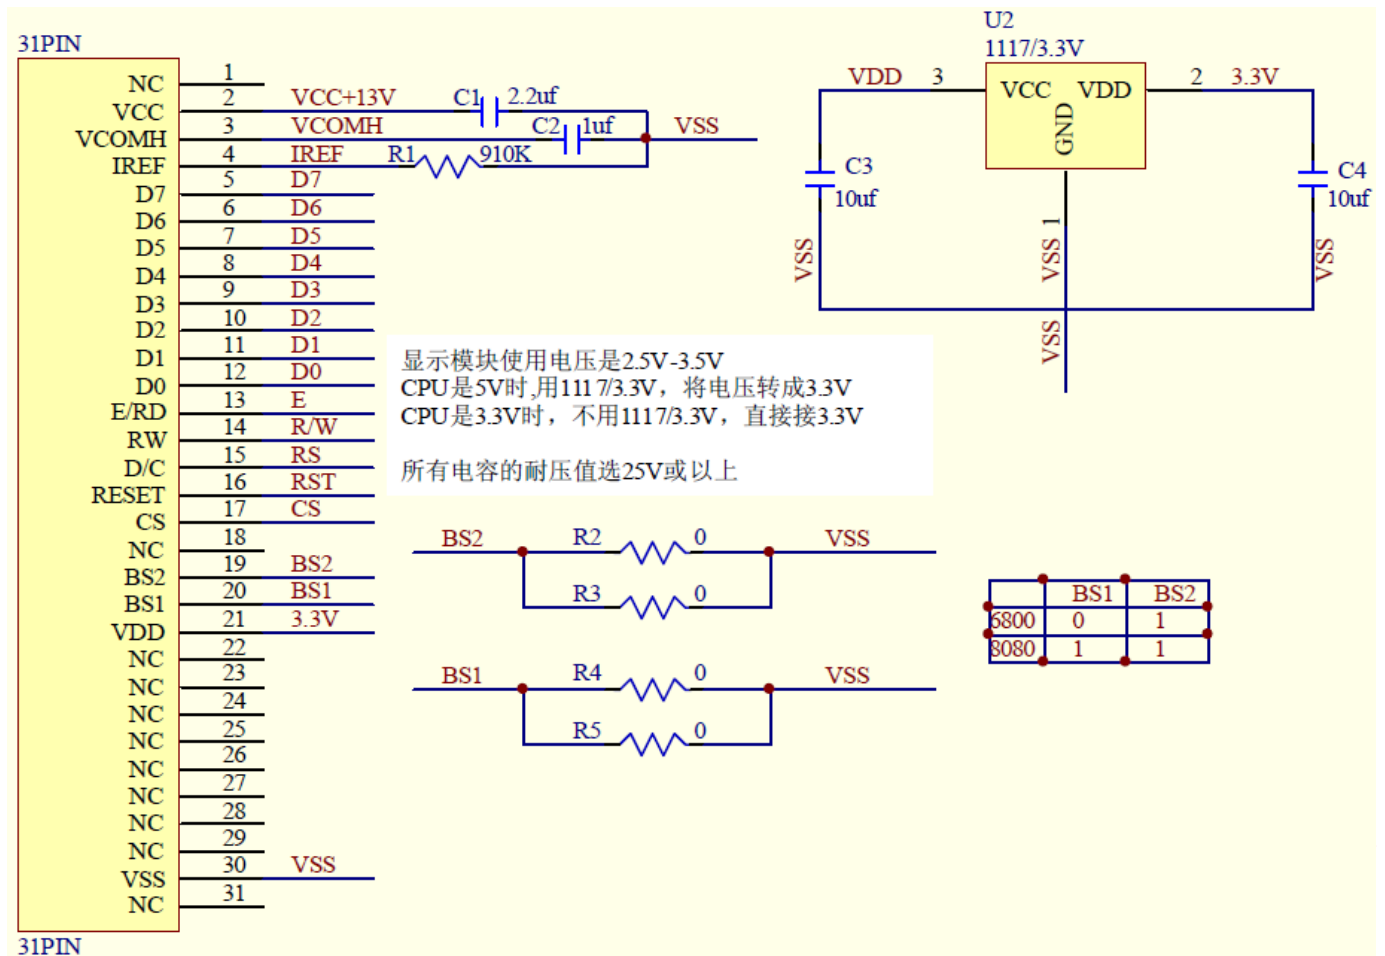 31PIN
NC 1
VCC 2 VCC+13V C1 2.2uf
VCOMH 3 VCOMH C2 1uf VSS
IREF 4 IREF R1 910K
D7 5 D7
D6 6 D6
D5 7 D5
D4 8 D4
D3 9 D3
D2 10 D2
D1 11 D1
D0 12 D0
E/RD 13 E
RW 14 R/W
D/C 15 RS
RESET 16 RST
CS 17 CS
NC 18
BS2 19 BS2
BS1 20 BS1
VDD 21 3.3V
NC 22
NC 23
NC 24
NC 25
NC 26
NC 27
NC 28
NC 29
VSS 30 VSS
NC 31
31PIN
U2
1117/3.3V
VDD 3 VCC VDD 2 3.3V
GND
C3
10uf
C4
10uf
1
VSS
VSS
VSS
VSS
显示模块使用电压是2.5V-3.5V
CPU是5V时,用1117/3.3V，将电压转成3.3V
CPU是3.3V时，不用1117/3.3V，直接接3.3V
所有电容的耐压值选25V或以上
BS2 R2 0 VSS
R3 0
BS1 R4 0 VSS
R5 0
BS1 BS2
6800 0 1
8080 1 1